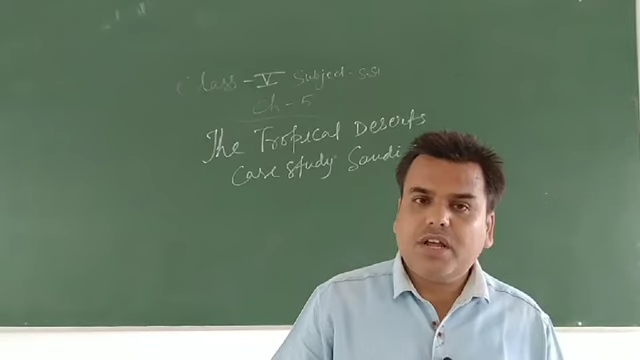 Class - V Subject - SSt
Ch - 5
The Tropical Deserts
Case study Saudi